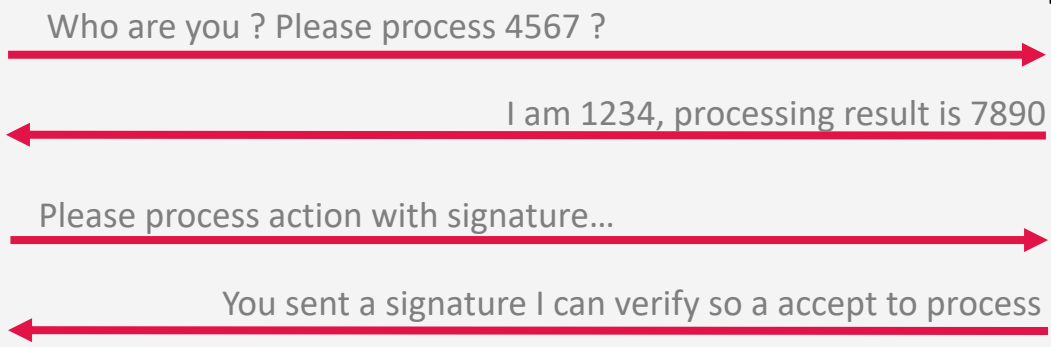 Who are you ? Please process 4567 ?
I am 1234, processing result is 7890
Please process action with signature…
You sent a signature I can verify so a accept to process